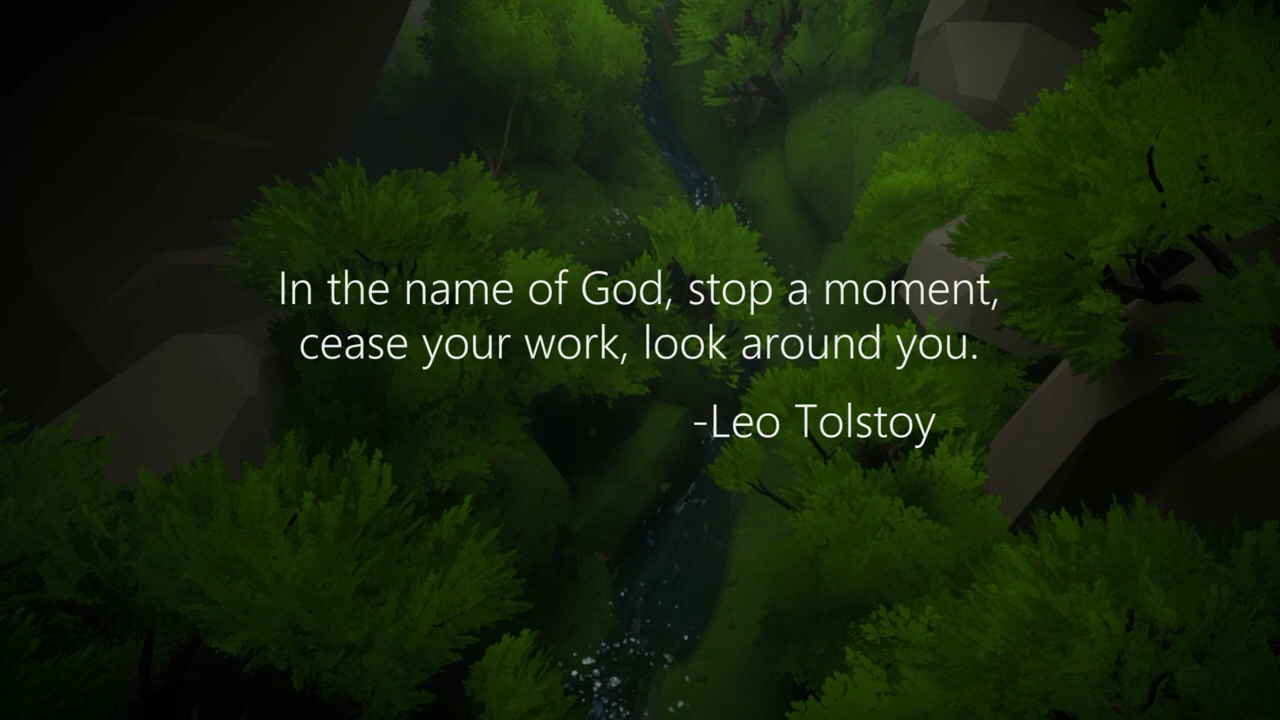 In the name of God, stop a moment,
cease your work, look around you.
-Leo Tolstoy